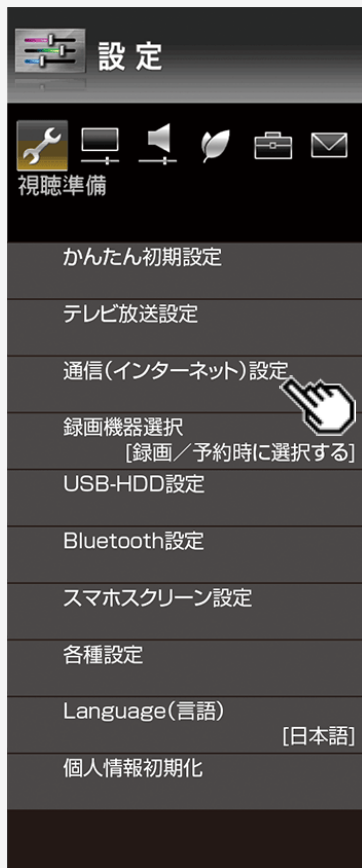 設定
視聴準備
かんたん初期設定
テレビ放送設定
通信(インターネット)設定
録画機器選択
[録画／予約時に選択する]
USB-HDD設定
Bluetooth設定
スマホスクリーン設定
各種設定
Language(言語)
[日本語]
個人情報初期化